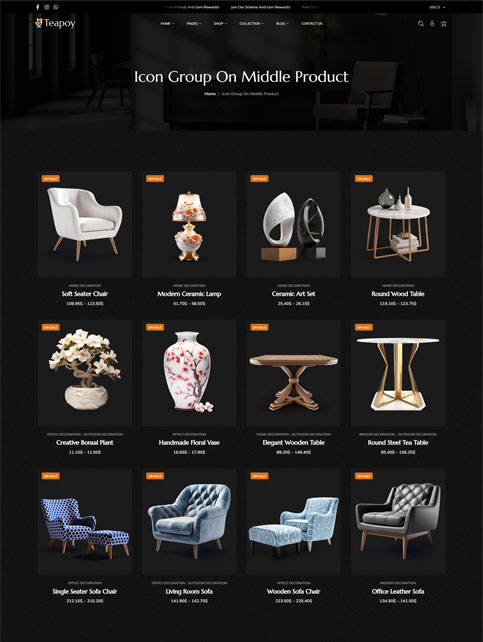 Friends And Earn Rewards! Join Our Scheme And Earn Rewards!
USD, $
Teapoy
HOME PAGES SHOP COLLECTION BLOG CONTACT US
Icon Group On Middle Product
Home / Icon Group On Middle Product
ON SALE ON SALE ON SALE ON SALE
HOME DECORATION HOME DECORATION HOME DECORATION HOME DECORATION
Soft Seater Chair Modern Ceramic Lamp Ceramic Art Set Round Wood Table
108.95$ – 123.50$ 51.70$ – 58.50$ 25.40$ – 26.15$ 119.10$ – 123.75$
ON SALE ON SALE ON SALE ON SALE
OFFICE DECORATION, OUTDOOR DECORATION OFFICE DECORATION HOME DECORATION, OUTDOOR DECORATION INDOOR DECORATION, OUTDOOR DECORATION
Creative Bonsai Plant Handmade Floral Vase Elegant Wooden Table Round Steel Tea Table
11.10$ – 11.50$ 16.65$ – 17.80$ 88.20$ – 146.40$ 85.40$ – 156.25$
ON SALE ON SALE ON SALE ON SALE
OFFICE DECORATION OFFICE DECORATION, OUTDOOR DECORATION OFFICE DECORATION INDOOR DECORATION
Single Seater Sofa Chair Living Room Sofa Wooden Sofa Chair Office Leather Sofa
212.10$ – 215.20$ 141.90$ – 142.70$ 223.50$ – 225.40$ 134.50$ – 141.50$